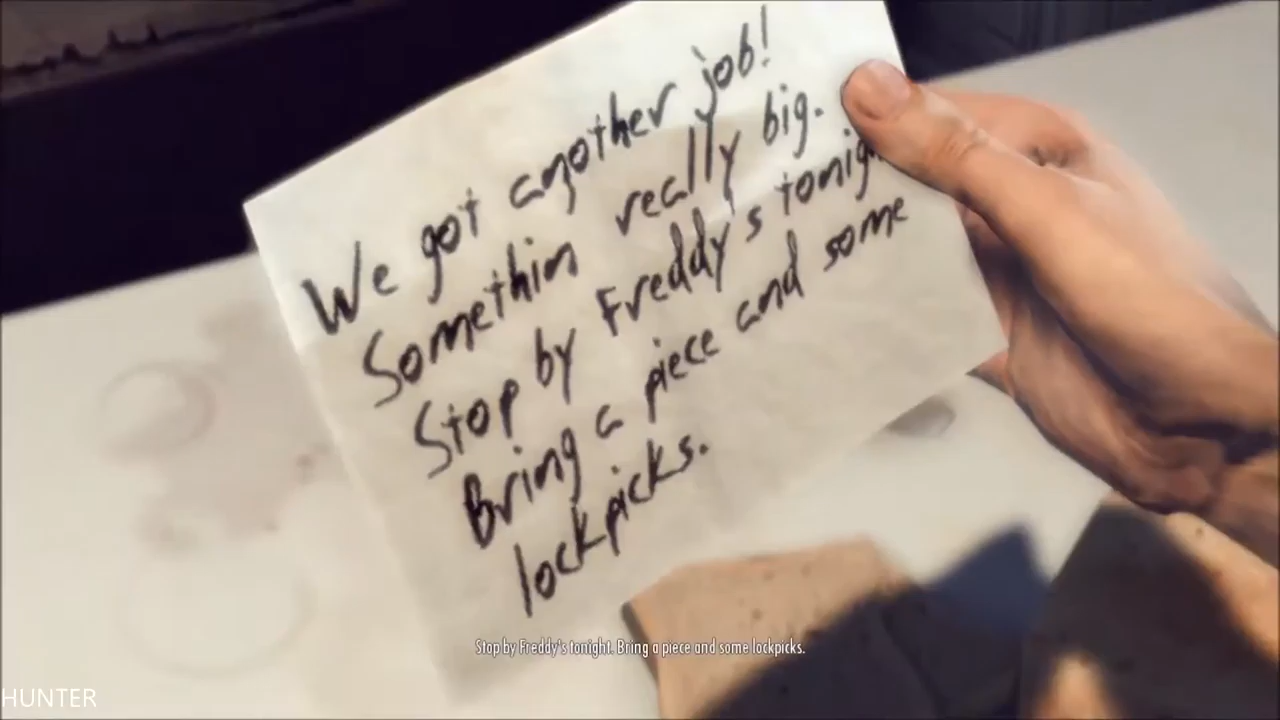 We got another job!
Somethin really big.
Stop by Freddy's tonigh
Bring a piece and some
lockpicks.
Stop by Freddy's tonight. Bring a piece and some lockpicks.
HUNTER